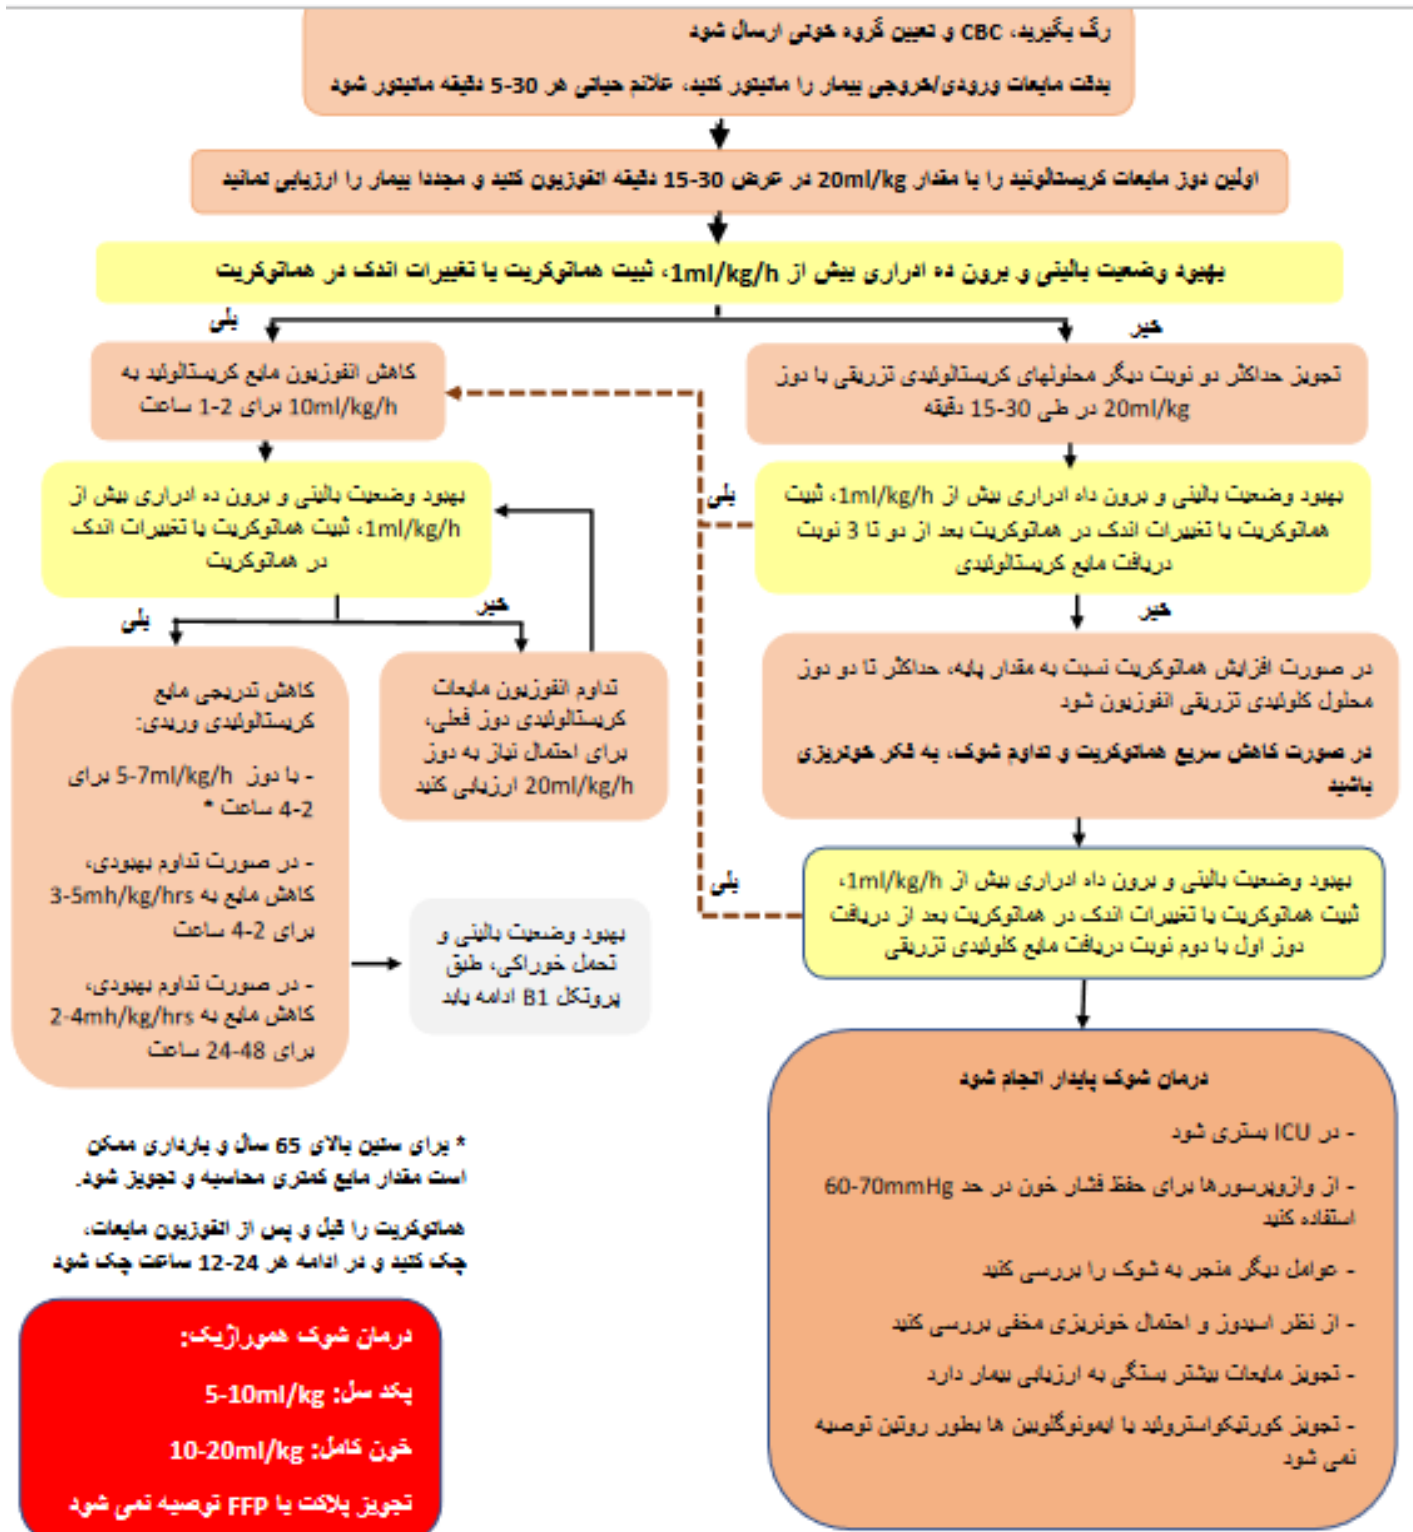 رگ بگیرید، CBC و تعیین گروه خونی ارسال شود
بدقت مایعات ورودی/خروجی بیمار را مانیتور کنید، علائم حیاتی هر 30-5 دقیقه مانیتور شود
اولین دوز مایعات کریستالوئید را با مقدار 20ml/kg در عرض 30-15 دقیقه انفوزیون کنید و مجددا بیمار را ارزیابی نمائید
بهبود وضعیت بالینی و برون ده ادراری بیش از 1ml/kg/h، ثبیت هماتوکریت یا تغییرات اندک در هماتوکریت
خیر
بلی
تجویز حداکثر دو نوبت دیگر محلولهای کریستالوئیدی تزریقی با دوز
20ml/kg در طی 30-15 دقیقه
بهبود وضعیت بالینی و برون داه ادراری بیش از 1ml/kg/h، ثبیت
هماتوکریت یا تغییرات اندک در هماتوکریت بعد از دو تا 3 نوبت
دریافت مایع کریستالوئیدی
بلی
خیر
در صورت افزایش هماتوکریت نسبت به مقدار پایه، حداکثر تا دو دوز
محلول کلوئیدی تزریقی انفوزیون شود
در صورت کاهش سریع هماتوکریت و تداوم شوک، به فکر خونریزی
باشید
بهبود وضعیت بالینی و برون داه ادراری بیش از 1ml/kg/h،
ثبیت هماتوکریت یا تغییرات اندک در هماتوکریت بعد از دریافت
دوز اول با دوم نوبت دریافت مایع کلوئیدی تزریقی
بلی
درمان شوک پایدار انجام شود
- در ICU بستری شود
- از وازوپرسورها برای حفظ فشار خون در حد 60-70mmHg
استفاده کنید
- عوامل دیگر منجر به شوک را بررسی کنید
- از نظر اسیدوز و احتمال خونریزی مخفی بررسی کنید
- تجویز مایعات بیشتر بستگی به ارزیابی بیمار دارد
- تجویز کورتیکواستروئید یا ایمونوگلوبین ها بطور روتین توصیه
نمی شود
کاهش انفوزیون مایع کریستالوئید به
10ml/kg/h برای 2-1 ساعت
بهبود وضعیت بالینی و برون ده ادراری بیش از
1ml/kg/h، ثبیت هماتوکریت یا تغییرات اندک
در هماتوکریت
خیر
بلی
تداوم انفوزیون مایعات
کریستالوئیدی دوز فعلی،
برای احتمال نیاز به دوز
20ml/kg/h ارزیابی کنید
کاهش تدریجی مایع
کریستالوئیدی وریدی:
- با دوز 5-7ml/kg/h برای
4-2 ساعت *
- در صورت تداوم بهبودی،
کاهش مایع به 3-5mh/kg/hrs
برای 2-4 ساعت
- در صورت تداوم بهبودی،
کاهش مایع به 2-4mh/kg/hrs
برای 48-24 ساعت
بهبود وضعیت بالینی و
تحمل خوراکی، طبق
پروتکل B1 ادامه یابد
* برای سنین بالای 65 سال و بارداری ممکن
است مقدار مایع کمتری محاسبه و تجویز شود.
هماتوکریت را قبل و پس از انفوزیون مایعات،
چک کنید و در ادامه هر 24-12 ساعت چک شود
درمان شوک هموراژیک:
پکد سل: 5-10ml/kg
خون کامل: 10-20ml/kg
تجویز پلاکت یا FFP توصیه نمی شود